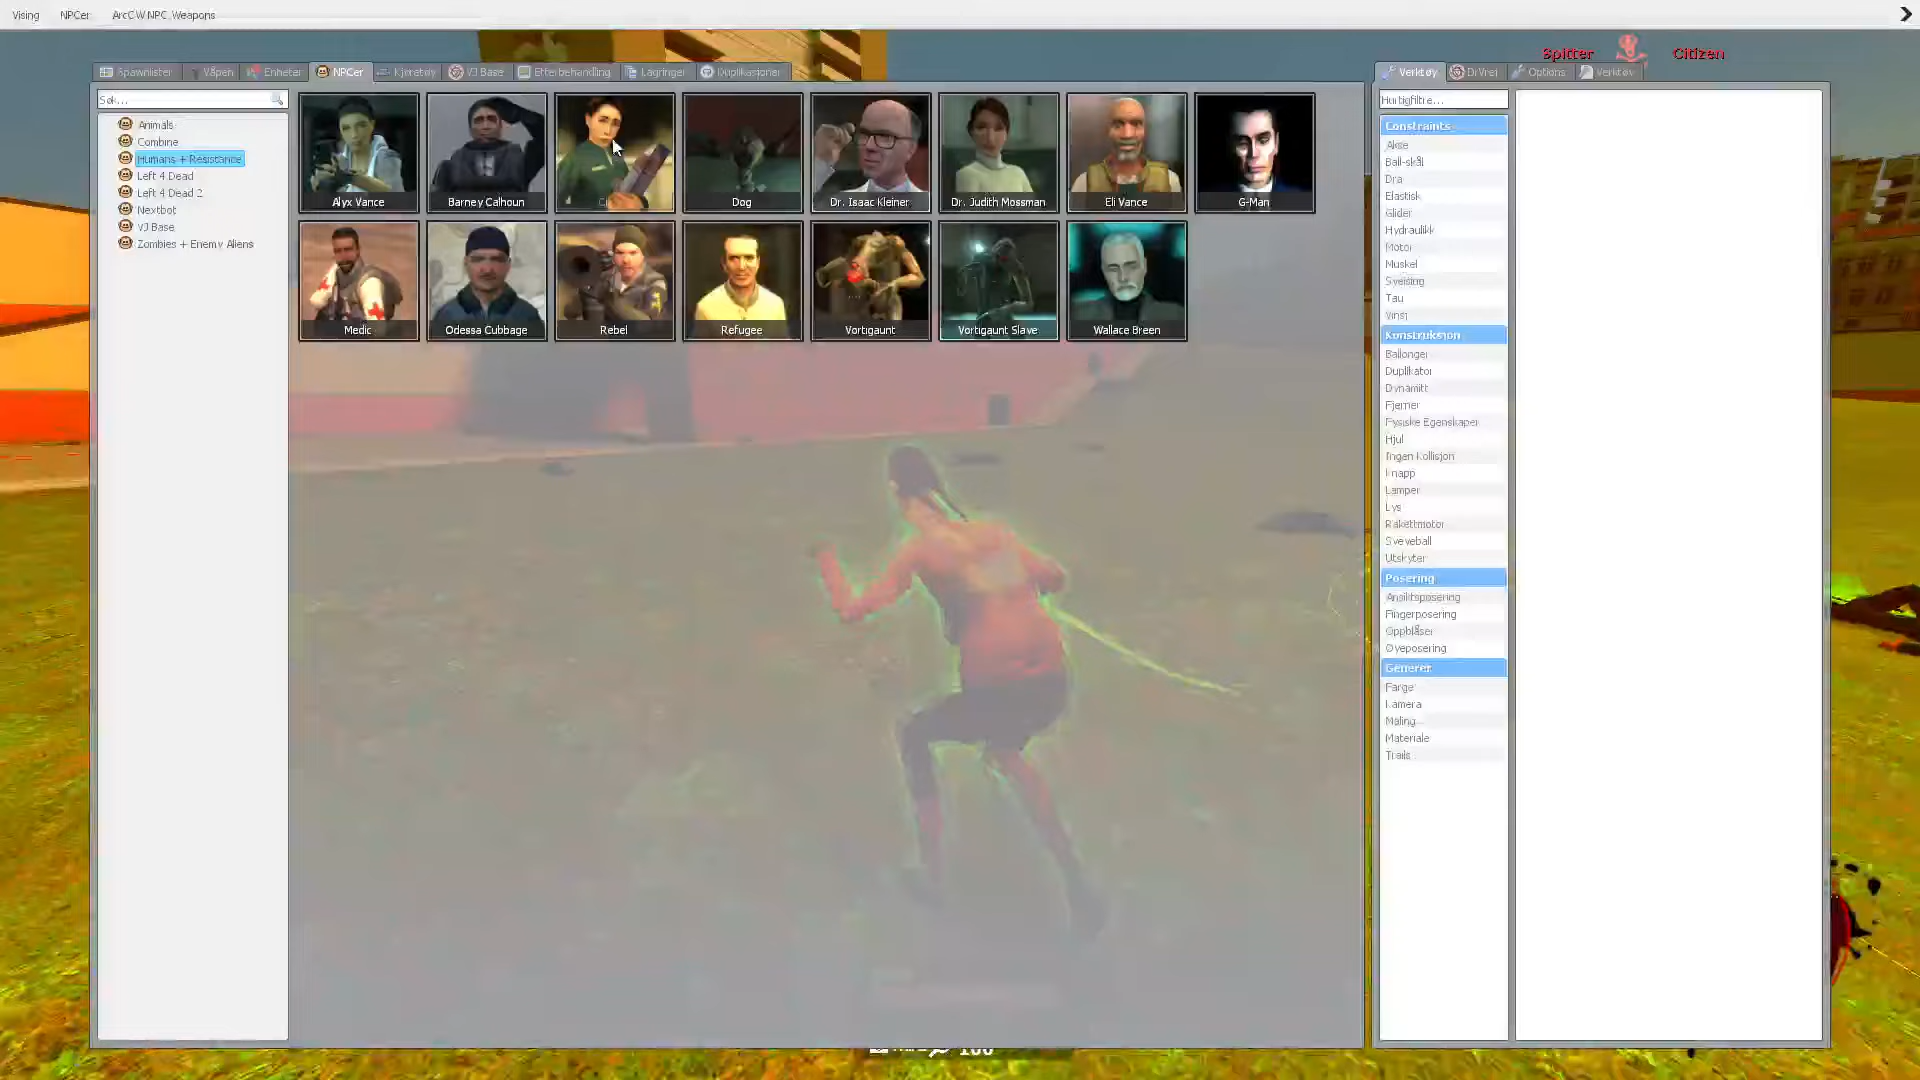 Vising NPCer ArcCW NPC Weapons
Spitter Citizen
Spawnlister Våpen Enheter NPCer Kjøretøy VJ Base Etterbehandling Lagringer Duplikasjoner
Verktøy DrVrej Options Verktøy
Søk...
Animals
Combine
Humans + Resistance
Left 4 Dead
Left 4 Dead 2
Nextbot
VJ Base
Zombies + Enemy Aliens
Alyx Vance
Barney Calhoun
Dog
Dr. Isaac Kleiner
Dr. Judith Mossman
Eli Vance
G-Man
Medic
Odessa Cubbage
Rebel
Refugee
Vortigaunt
Vortigaunt Slave
Wallace Breen
Hurtigfiltre...
Constraints
Akse
Ball-skål
Dra
Elastisk
Glider
Hydraulikk
Motor
Muskel
Sveising
Tau
Vinsj
Konstruksjon
Ballonger
Duplikator
Dynamitt
Fjerner
Fysiske Egenskaper
Hjul
Ingen Kollisjon
Knapp
Lamper
Lys
Rakettmotor
Sveveball
Utskyter
Posering
Ansiktsposering
Fingerposering
Oppblåser
Øyeposering
Generer
Farge
Kamera
Maling...
Materiale
Trails
100